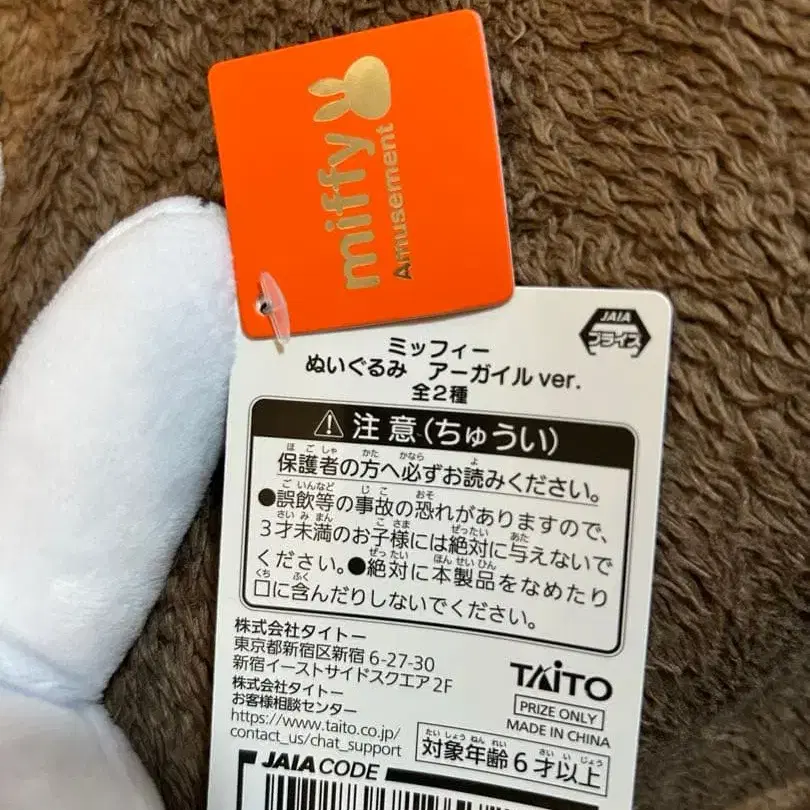 miffy
Amusement
JAIA
プライズ
ミッフィー
ぬいぐるみ アーガイルver.
全2種
⚠ 注意(ちゅうい)
保護者の方へ必ずお読みください。
●誤飲等の事故の恐れがありますので、
3才未満のお子様には絶対に与えないで
ください。●絶対に本製品をなめたり
口に含んだりしないでください。
株式会社タイトー
東京都新宿区新宿 6-27-30
新宿イーストサイドスクエア 2F
株式会社タイトー
お客様相談センター
https://www.taito.co.jp/
contact_us/chat_support
TAITO
PRIZE ONLY
MADE IN CHINA
対象年齢6才以上
JAIA CODE